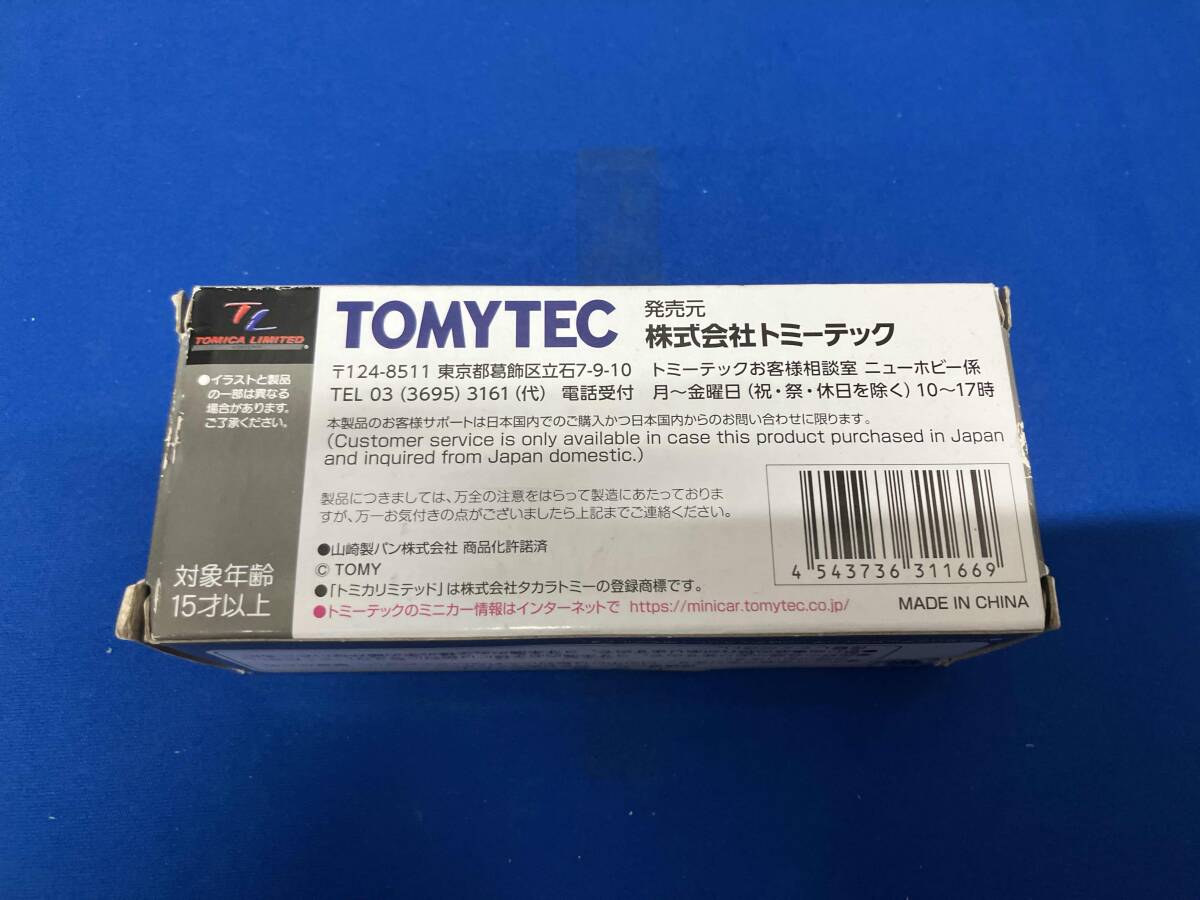 TL
TOMICA LIMITED
●イラストと製品
の一部は異なる
場合があります。
ご了承ください。
対象年齢
15才以上
TOMYTEC
発売元
株式会社トミーテック
〒124-8511 東京都葛飾区立石7-9-10 トミーテックお客様相談室 ニューホビー係
TEL 03 (3695) 3161 (代) 電話受付 月～金曜日 (祝・祭・休日を除く) 10～17時
本製品のお客様サポートは日本国内でのご購入かつ日本国内からのお問い合わせに限ります。
(Customer service is only available in case this product purchased in Japan
and inquired from Japan domestic.)
製品につきましては、万全の注意をはらって製造にあたっておりま
すが、万一お気付きの点がございましたら上記までご連絡ください。
●山崎製パン株式会社 商品化許諾済
© TOMY
●「トミカリミテッド」は株式会社タカラトミーの登録商標です。
●トミーテックのミニカー情報はインターネットで https://minicar.tomytec.co.jp/
4 543736 311669
MADE IN CHINA